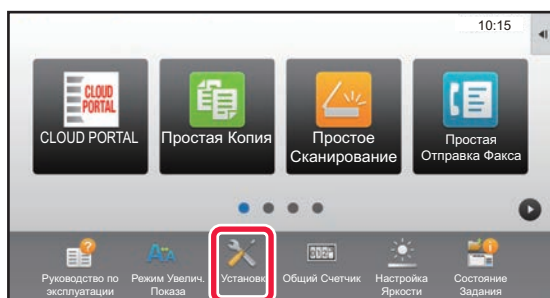 10:15
CLOUD
PORTAL
CLOUD PORTAL
Простая Копия
Простое
Сканирование
Простая
Отправка Факса
Руководство по
эксплуатации
Режим Увелич.
Показа
Установк
Общий Счетчик
Настройка
Яркости
Состояние
Задания